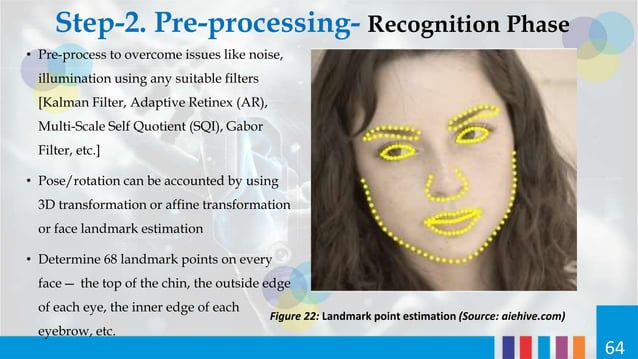 Step-2. Pre-processing- Recognition Phase
• Pre-process to overcome issues like noise,
illumination using any suitable filters
[Kalman Filter, Adaptive Retinex (AR),
Multi-Scale Self Quotient (SQI), Gabor
Filter, etc.]
• Pose/rotation can be accounted by using
3D transformation or affine transformation
or face landmark estimation
• Determine 68 landmark points on every
face— the top of the chin, the outside edge
of each eye, the inner edge of each
eyebrow, etc.
Figure 22: Landmark point estimation (Source: aiehive.com)
64